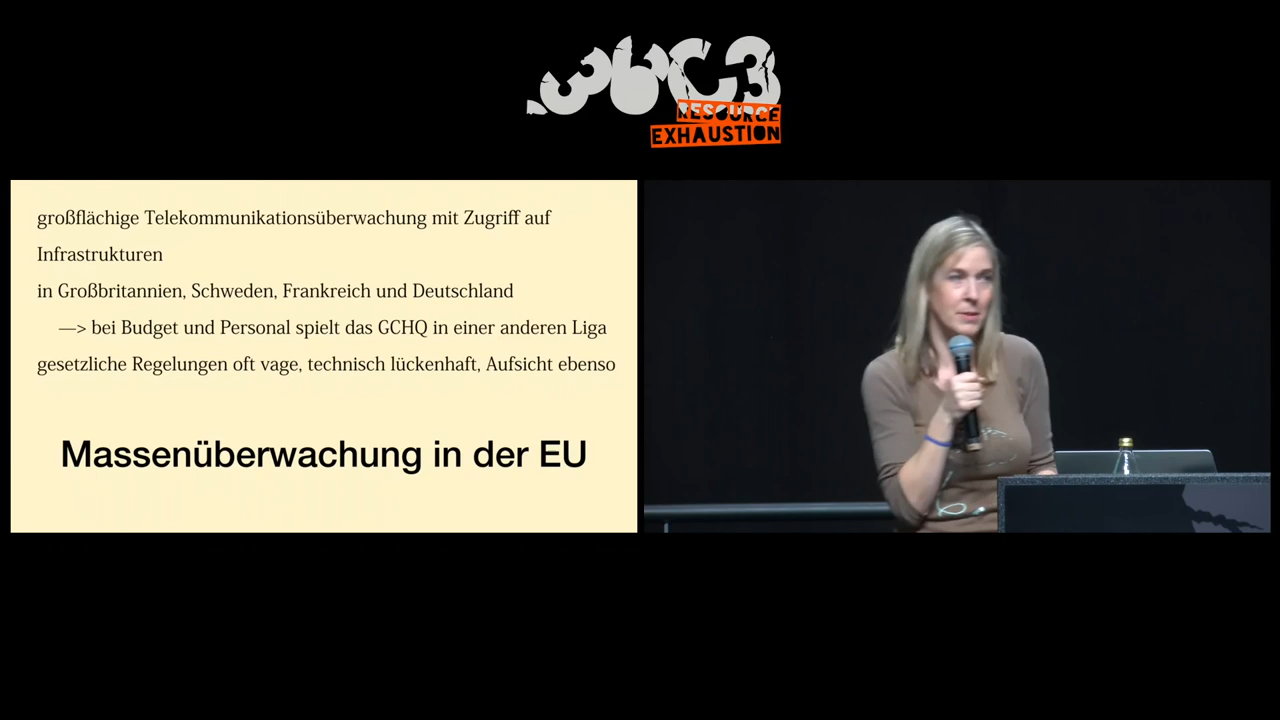 36C3
RESOURCE
EXHAUSTION
großflächige Telekommunikationsüberwachung mit Zugriff auf
Infrastrukturen
in Großbritannien, Schweden, Frankreich und Deutschland
—> bei Budget und Personal spielt das GCHQ in einer anderen Liga
gesetzliche Regelungen oft vage, technisch lückenhaft, Aufsicht ebenso
Massenüberwachung in der EU